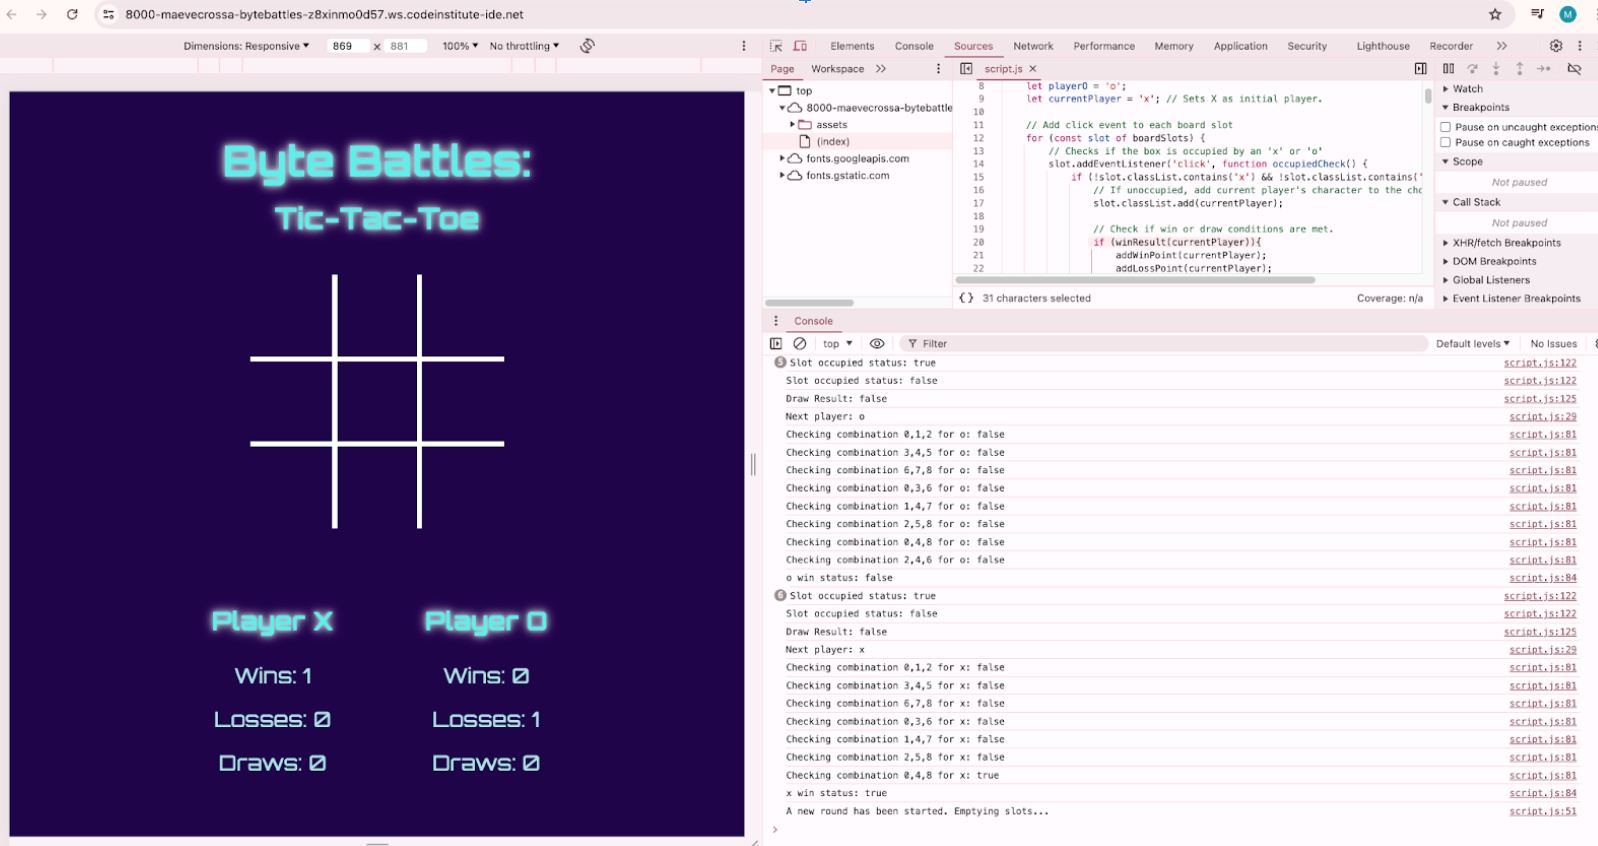 8000-maevecrossa-bytebattles-z8xinmo0d57.ws.codeinstitute-ide.net
M
Dimensions: Responsive ▾ 869 x 881 100% ▾ No throttling ▾
Byte Battles:
Tic-Tac-Toe
Player X Player O
Wins: 1 Wins: 0
Losses: 0 Losses: 1
Draws: 0 Draws: 0
Elements Console Sources Network Performance Memory Application Security Lighthouse Recorder »
Page Workspace »
top
8000-maevecrossa-bytebattle
assets
(index)
fonts.googleapis.com
fonts.gstatic.com
script.js ×
8 let playerO = 'o';
9 let currentPlayer = 'x'; // Sets X as initial player.
10
11 // Add click event to each board slot
12 for (const slot of boardSlots) {
13 // Checks if the box is occupied by an 'x' or 'o'
14 slot.addEventListener('click', function occupiedCheck() {
15 if (!slot.classList.contains('x') && !slot.classList.contains('
16 // If unoccupied, add current player's character to the cho
17 slot.classList.add(currentPlayer);
18
19 // Check if win or draw conditions are met.
20 if (winResult(currentPlayer)){
21 addWinPoint(currentPlayer);
22 addLossPoint(currentPlayer);
{} 31 characters selected Coverage: n/a
Watch
Breakpoints
Pause on uncaught exceptions
Pause on caught exceptions
Scope
Not paused
Call Stack
Not paused
XHR/fetch Breakpoints
DOM Breakpoints
Global Listeners
Event Listener Breakpoints
Console
top ▾ Filter Default levels ▾ No Issues
5 Slot occupied status: true script.js:122
Slot occupied status: false script.js:122
Draw Result: false script.js:125
Next player: o script.js:29
Checking combination 0,1,2 for o: false script.js:81
Checking combination 3,4,5 for o: false script.js:81
Checking combination 6,7,8 for o: false script.js:81
Checking combination 0,3,6 for o: false script.js:81
Checking combination 1,4,7 for o: false script.js:81
Checking combination 2,5,8 for o: false script.js:81
Checking combination 0,4,8 for o: false script.js:81
Checking combination 2,4,6 for o: false script.js:81
o win status: false script.js:84
6 Slot occupied status: true script.js:122
Slot occupied status: false script.js:122
Draw Result: false script.js:125
Next player: x script.js:29
Checking combination 0,1,2 for x: false script.js:81
Checking combination 3,4,5 for x: false script.js:81
Checking combination 6,7,8 for x: false script.js:81
Checking combination 0,3,6 for x: false script.js:81
Checking combination 1,4,7 for x: false script.js:81
Checking combination 2,5,8 for x: false script.js:81
Checking combination 0,4,8 for x: true script.js:81
x win status: true script.js:84
A new round has been started. Emptying slots... script.js:51